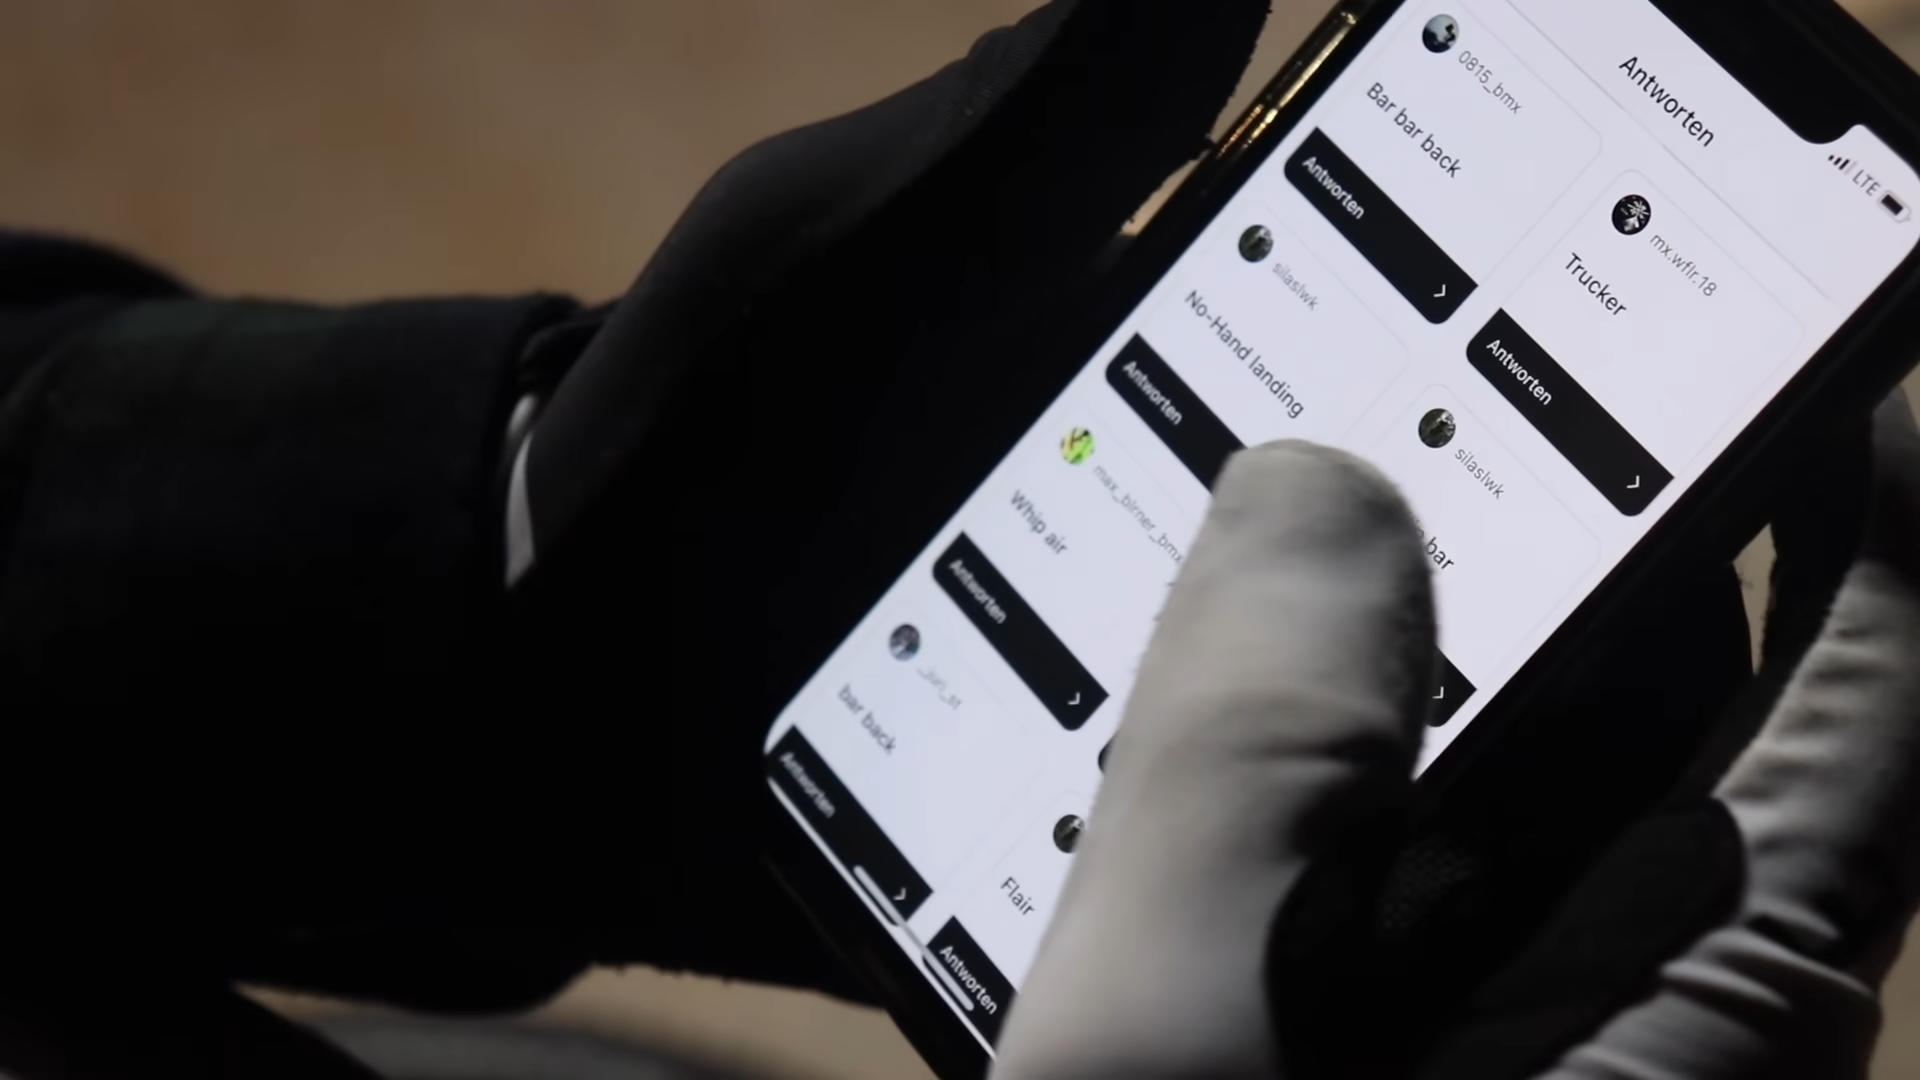 LTE
Antworten
0815_bmx
Bar bar back
Antworten
mx.wflr.18
Trucker
Antworten
silaslwk
No-Hand landing
Antworten
silaslwk
bar
max_birner_bmx
Whip air
Antworten
bar back
Antworten
Flair
Antworten